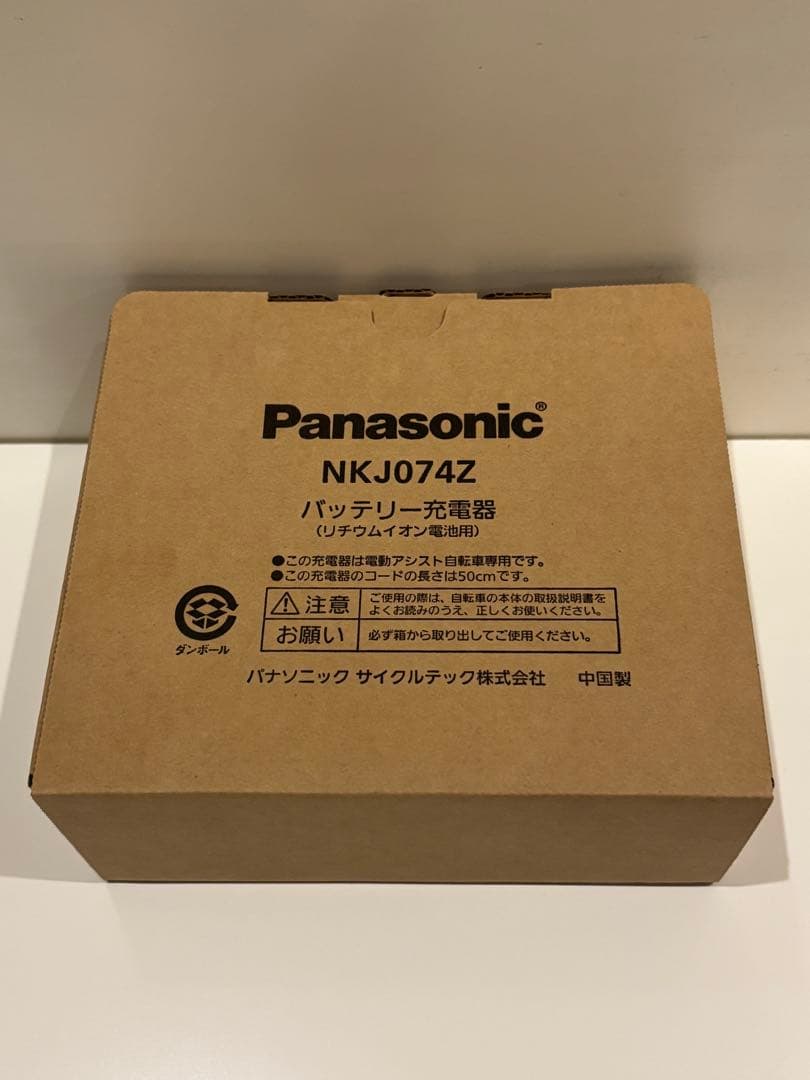 Panasonic®
NKJ074Z
バッテリー充電器
(リチウムイオン電池用)
●この充電器は電動アシスト自転車専用です。
●この充電器のコードの長さは50cmです。
注意 ご使用の際は、自転車の本体の取扱説明書を
よくお読みのうえ、正しくお使いください。
お願い 必ず箱から取り出してご使用ください。
ダンボール
パナソニック サイクルテック株式会社 中国製